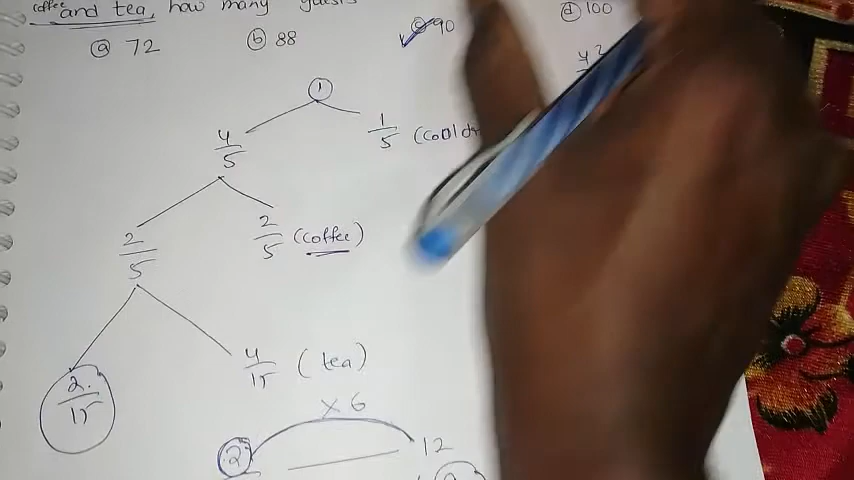 coffee and tea, how many guests
ⓐ 72 ⓑ 88 ⓒ 90 ⓓ 100
①
4/5 1/5 (cool
2/5 2/5 (coffee)
2/15 4/15 (tea)
× 6
② 12